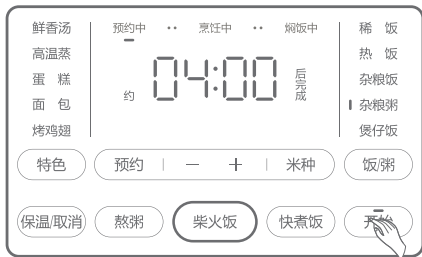 鲜香汤
高温蒸
蛋 糕
面 包
烤鸡翅
预约中 •• 烹饪中 •• 焖饭中
约 04:00 后完成
稀 饭
热 饭
杂粮饭
杂粮粥
煲仔饭
特色 预约 － ＋ 米种 饭/粥
保温/取消 熬粥 柴火饭 快煮饭 开始